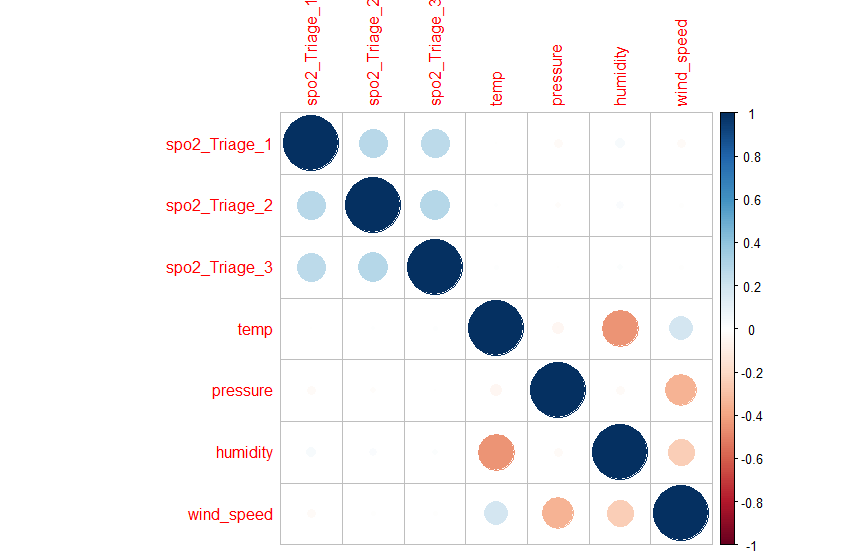 spo2_Triage_1
spo2_Triage_2
spo2_Triage_3
temp
pressure
humidity
wind_speed
spo2_Triage_1
spo2_Triage_2
spo2_Triage_3
temp
pressure
humidity
wind_speed
1
0.8
0.6
0.4
0.2
0
-0.2
-0.4
-0.6
-0.8
-1